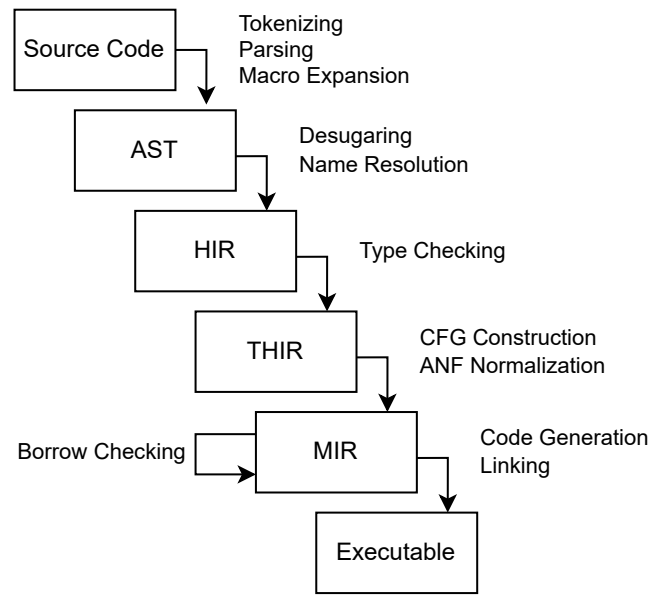 Source Code
Tokenizing
Parsing
Macro Expansion
AST
Desugaring
Name Resolution
HIR
Type Checking
THIR
CFG Construction
ANF Normalization
Borrow Checking
MIR
Code Generation
Linking
Executable